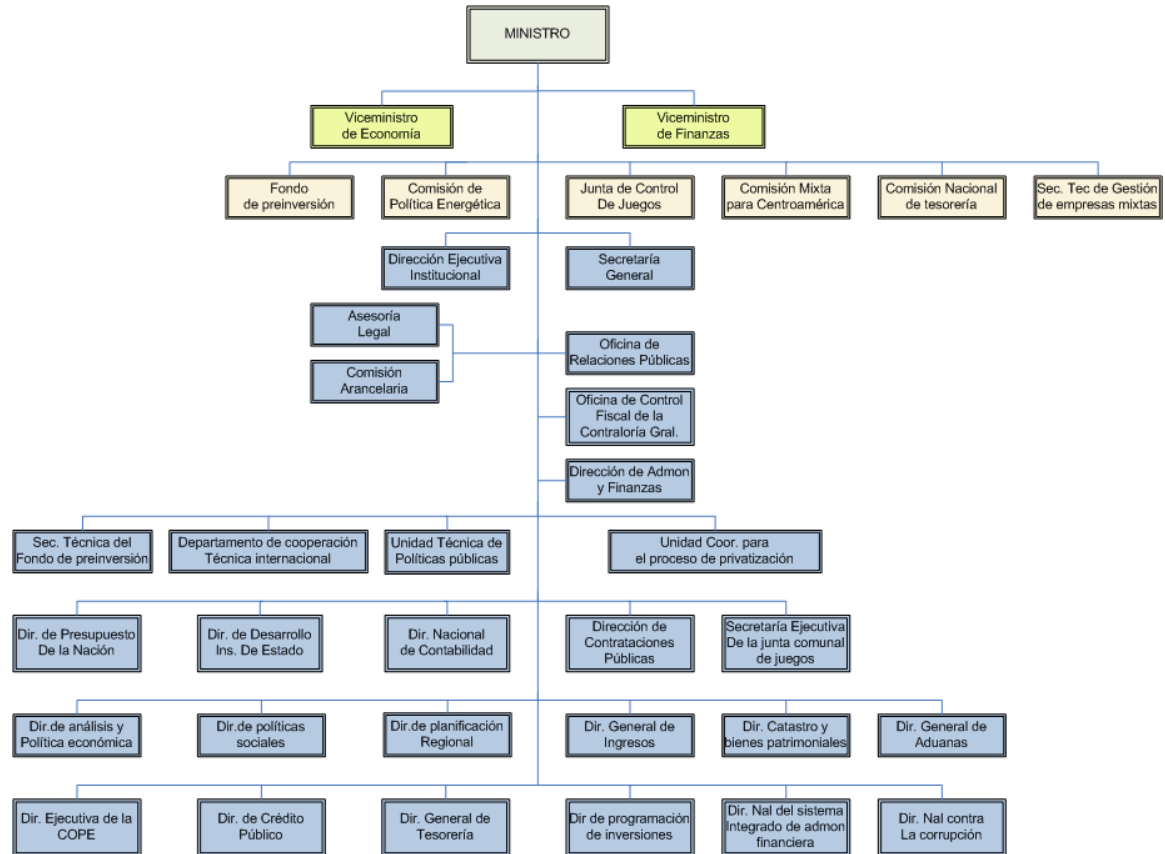 MINISTRO
Viceministro
de Economía
Viceministro
de Finanzas
Fondo
de preinversión
Comisión de
Política Energética
Junta de Control
De Juegos
Comisión Mixta
para Centroamérica
Comisión Nacional
de tesorería
Sec. Tec de Gestión
de empresas mixtas
Dirección Ejecutiva
Institucional
Secretaría
General
Asesoría
Legal
Comisión
Arancelaria
Oficina de
Relaciones Públicas
Oficina de Control
Fiscal de la
Contraloría Gral.
Dirección de Admon
y Finanzas
Sec. Técnica del
Fondo de preinversión
Departamento de cooperación
Técnica internacional
Unidad Técnica de
Políticas públicas
Unidad Coor. para
el proceso de privatización
Dir. de Presupuesto
De la Nación
Dir. de Desarrollo
Ins. De Estado
Dir. Nacional
de Contabilidad
Dirección de
Contrataciones
Públicas
Secretaría Ejecutiva
De la junta comunal
de juegos
Dir.de análisis y
Política económica
Dir.de políticas
sociales
Dir.de planificación
Regional
Dir. General de
Ingresos
Dir. Catastro y
bienes patrimoniales
Dir. General de
Aduanas
Dir. Ejecutiva de la
COPE
Dir. de Crédito
Público
Dir. General de
Tesorería
Dir de programación
de inversiones
Dir. Nal del sistema
Integrado de admon
financiera
Dir. Nal contra
La corrupción